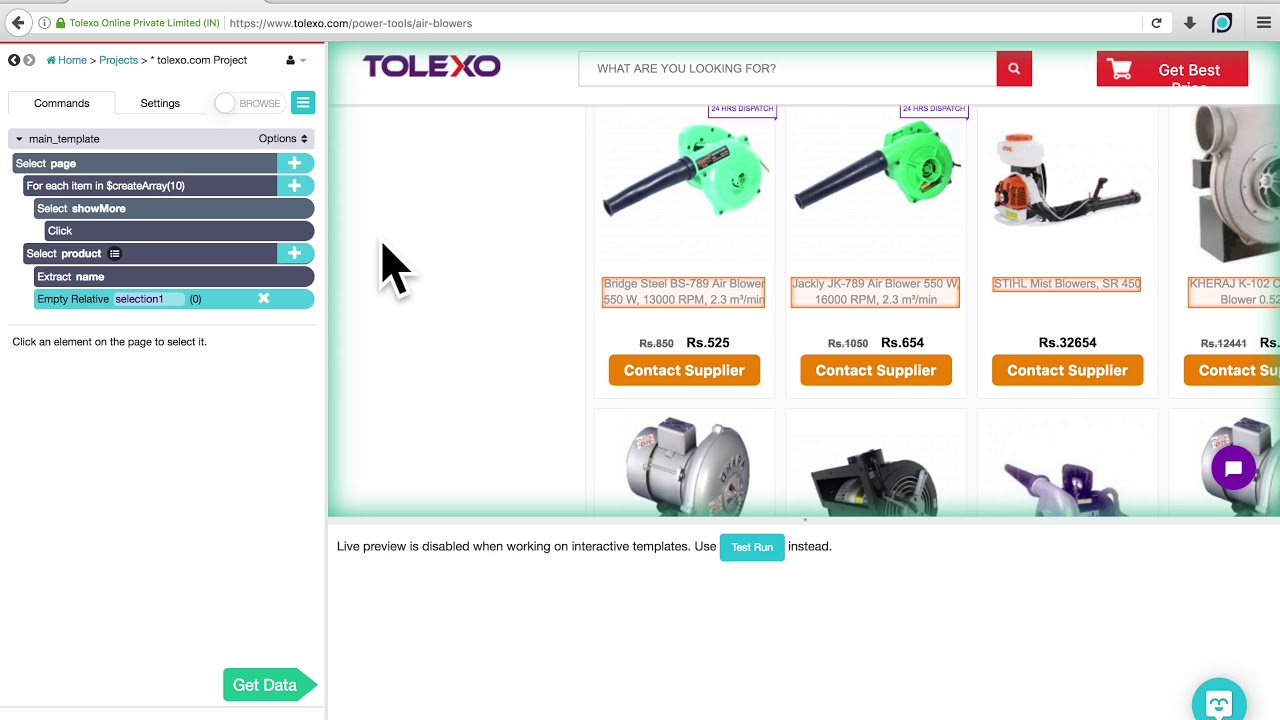 Tolexo Online Private Limited (IN) https://www.tolexo.com/power-tools/air-blowers
Home > Projects > * tolexo.com Project
Commands Settings BROWSE
main_template Options
Select page
For each item in $createArray(10)
Select showMore
Click
Select product
Extract name
Empty Relative selection1 (0)
Click an element on the page to select it.
Get Data
TOLEXO
WHAT ARE YOU LOOKING FOR?
Get Best
Price
24 HRS DISPATCH 24 HRS DISPATCH
Bridge Steel BS-789 Air Blower
550 W, 13000 RPM, 2.3 m³/min
Rs.850 Rs.525
Contact Supplier
Jackly JK-789 Air Blower 550 W,
16000 RPM, 2.3 m³/min
Rs.1050 Rs.654
Contact Supplier
STIHL Mist Blowers, SR 450
Rs.32654
Contact Supplier
KHERAJ K-102 C
Blower 0.52
Rs.12441 Rs.
Contact Su
Live preview is disabled when working on interactive templates. Use Test Run instead.